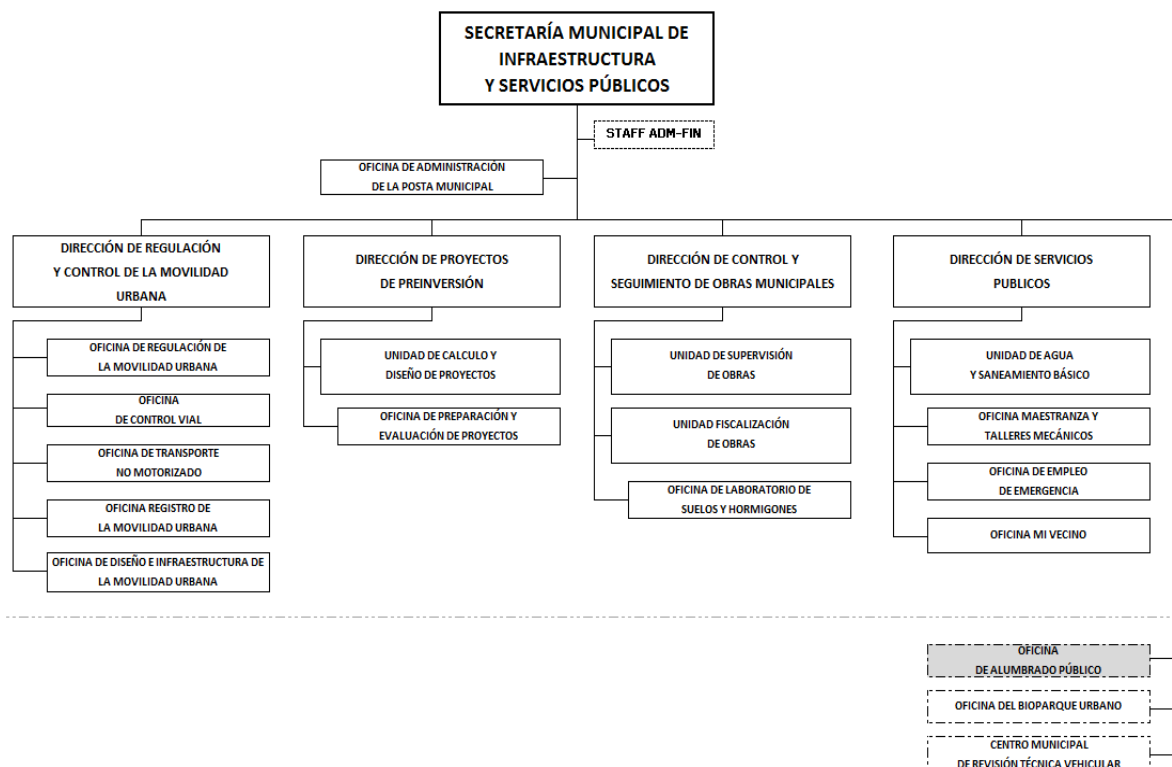 SECRETARÍA MUNICIPAL DE
INFRAESTRUCTURA
Y SERVICIOS PÚBLICOS
STAFF ADM-FIN
OFICINA DE ADMINISTRACIÓN
DE LA POSTA MUNICIPAL
DIRECCIÓN DE REGULACIÓN
Y CONTROL DE LA MOVILIDAD
URBANA
OFICINA DE REGULACIÓN DE
LA MOVILIDAD URBANA
OFICINA
DE CONTROL VIAL
OFICINA DE TRANSPORTE
NO MOTORIZADO
OFICINA REGISTRO DE
LA MOVILIDAD URBANA
OFICINA DE DISEÑO E INFRAESTRUCTURA DE
LA MOVILIDAD URBANA
DIRECCIÓN DE PROYECTOS
DE PREINVERSIÓN
UNIDAD DE CALCULO Y
DISEÑO DE PROYECTOS
OFICINA DE PREPARACIÓN Y
EVALUACIÓN DE PROYECTOS
DIRECCIÓN DE CONTROL Y
SEGUIMIENTO DE OBRAS MUNICIPALES
UNIDAD DE SUPERVISIÓN
DE OBRAS
UNIDAD FISCALIZACIÓN
DE OBRAS
OFICINA DE LABORATORIO DE
SUELOS Y HORMIGONES
DIRECCIÓN DE SERVICIOS
PUBLICOS
UNIDAD DE AGUA
Y SANEAMIENTO BÁSICO
OFICINA MAESTRANZA Y
TALLERES MECÁNICOS
OFICINA DE EMPLEO
DE EMERGENCIA
OFICINA MI VECINO
OFICINA
DE ALUMBRADO PÚBLICO
OFICINA DEL BIOPARQUE URBANO
CENTRO MUNICIPAL
DE REVISIÓN TÉCNICA VEHICULAR